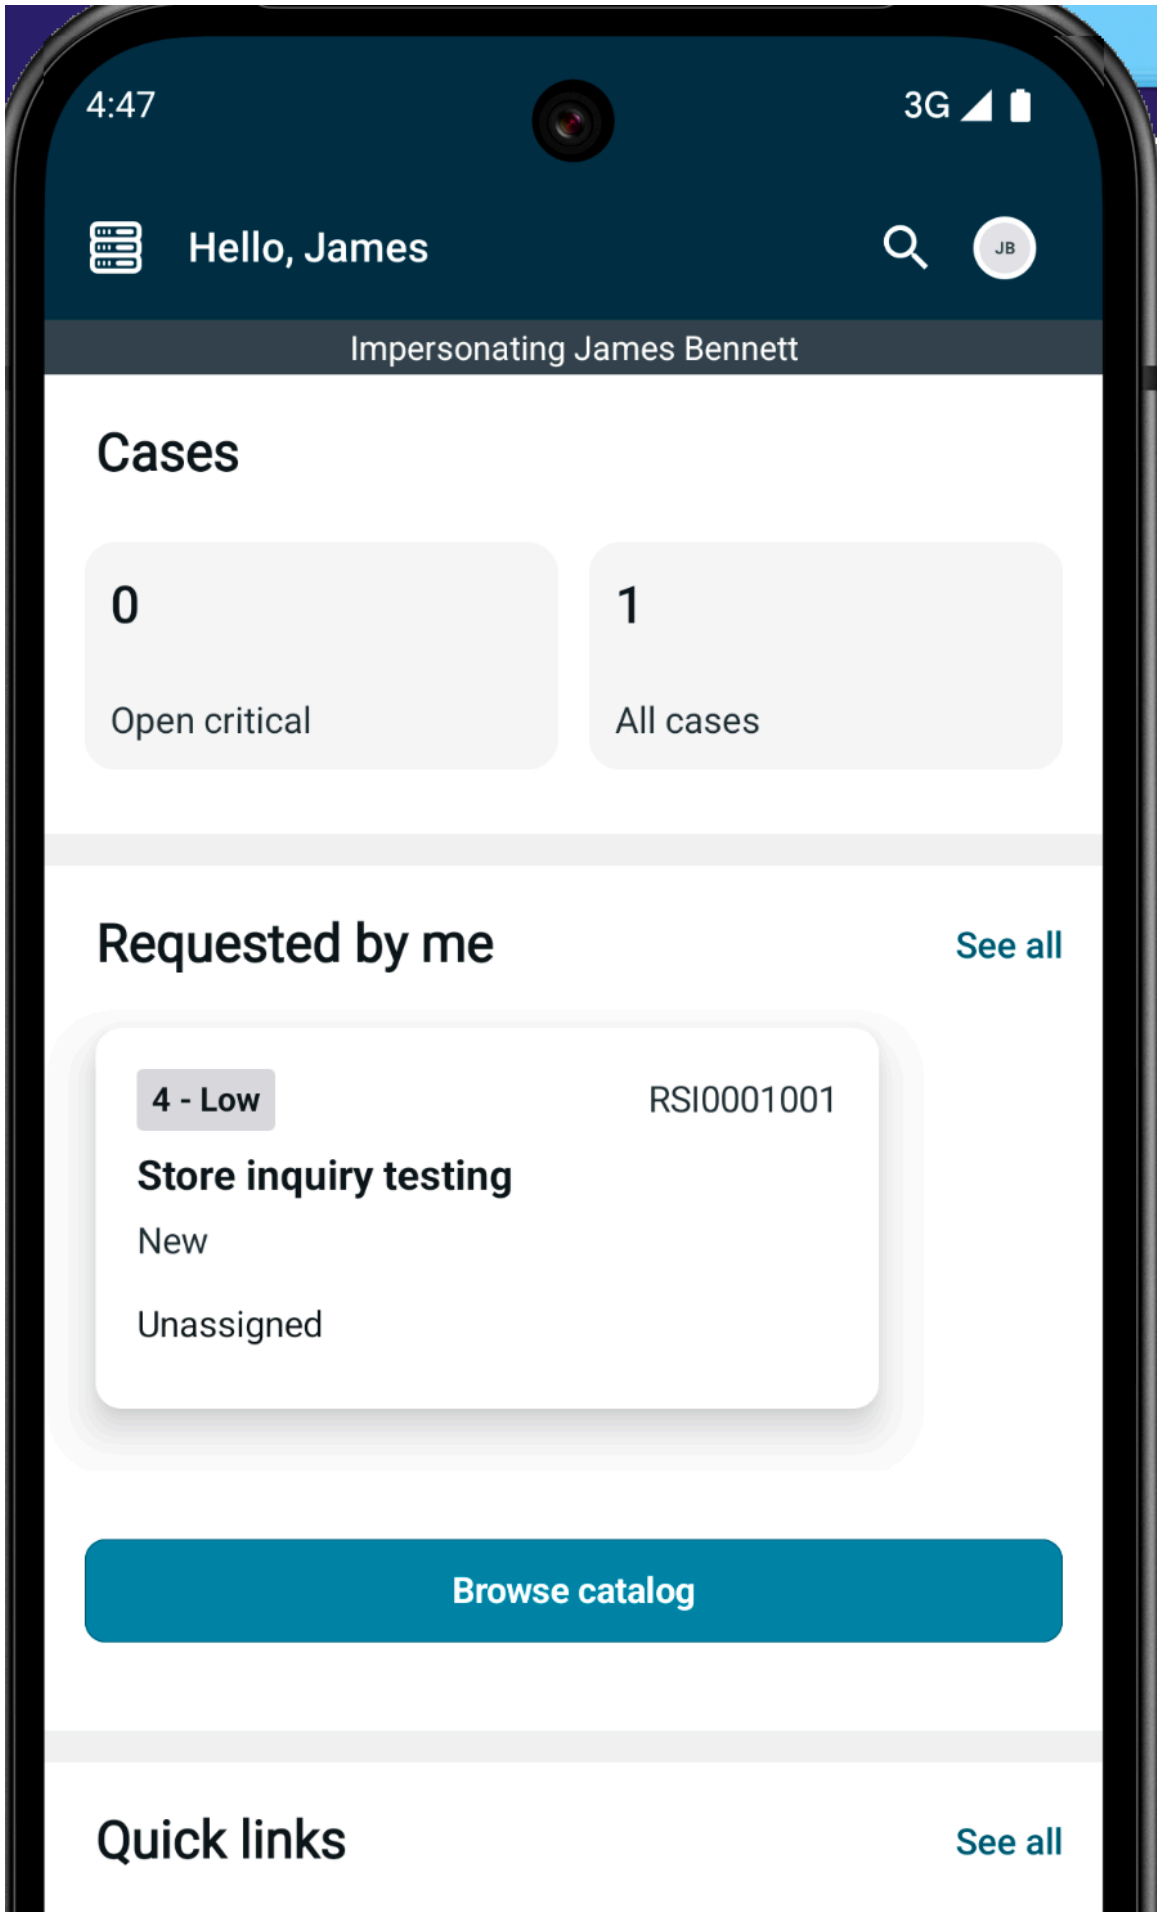 4:47
3G
Hello, James
JB
Impersonating James Bennett
Cases
0
Open critical
1
All cases
Requested by me
See all
4 - Low
RSI0001001
Store inquiry testing
New
Unassigned
Browse catalog
Quick links
See all